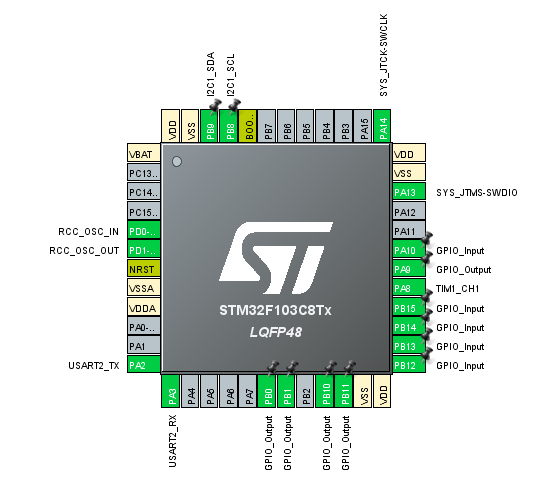 I2C1_SDA
I2C1_SCL
SYS_JTCK-SWCLK
VDD
VSS
PB9
PB8
BOO..
PB7
PB6
PB5
PB4
PB3
PA15
PA14
VBAT
PC13..
PC14..
PC15..
RCC_OSC_IN PD0-..
RCC_OSC_OUT PD1-..
NRST
VSSA
VDDA
PA0-..
PA1
USART2_TX PA2
VDD
VSS
PA13 SYS_JTMS-SWDIO
PA12
PA11
PA10 GPIO_Input
PA9 GPIO_Output
PA8 TIM1_CH1
PB15 GPIO_Input
PB14 GPIO_Input
PB13 GPIO_Input
PB12 GPIO_Input
ST
STM32F103C8Tx
LQFP48
PA3
PA4
PA5
PA6
PA7
PB0
PB1
PB2
PB10
PB11
VSS
VDD
USART2_RX
GPIO_Output
GPIO_Output
GPIO_Output
GPIO_Output